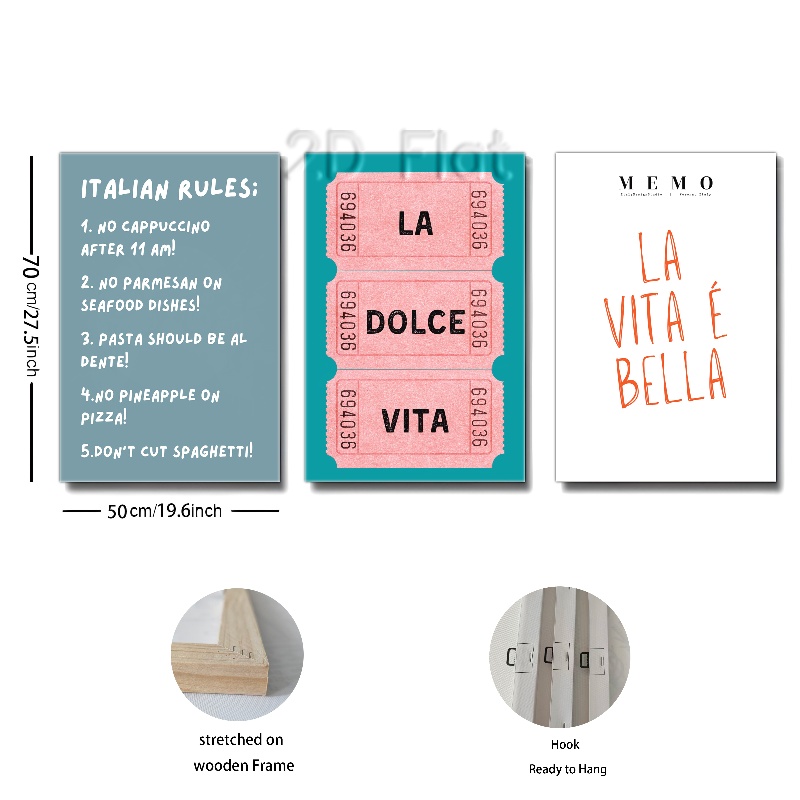 2D Flat
ITALIAN RULES;
1. NO CAPPUCCINO
AFTER 11 AM!
2. NO PARMESAN ON
SEAFOOD DISHES!
3. PASTA SHOULD BE AL
DENTE!
4.NO PINEAPPLE ON
PIZZA!
5.DON'T CUT SPAGHETTI!
694036
LA
694036
694036
DOLCE
694036
694036
VITA
694036
MEMO
LA
VITA É
BELLA
70cm/27.5inch
50cm/19.6inch
stretched on
wooden Frame
Hook
Ready to Hang